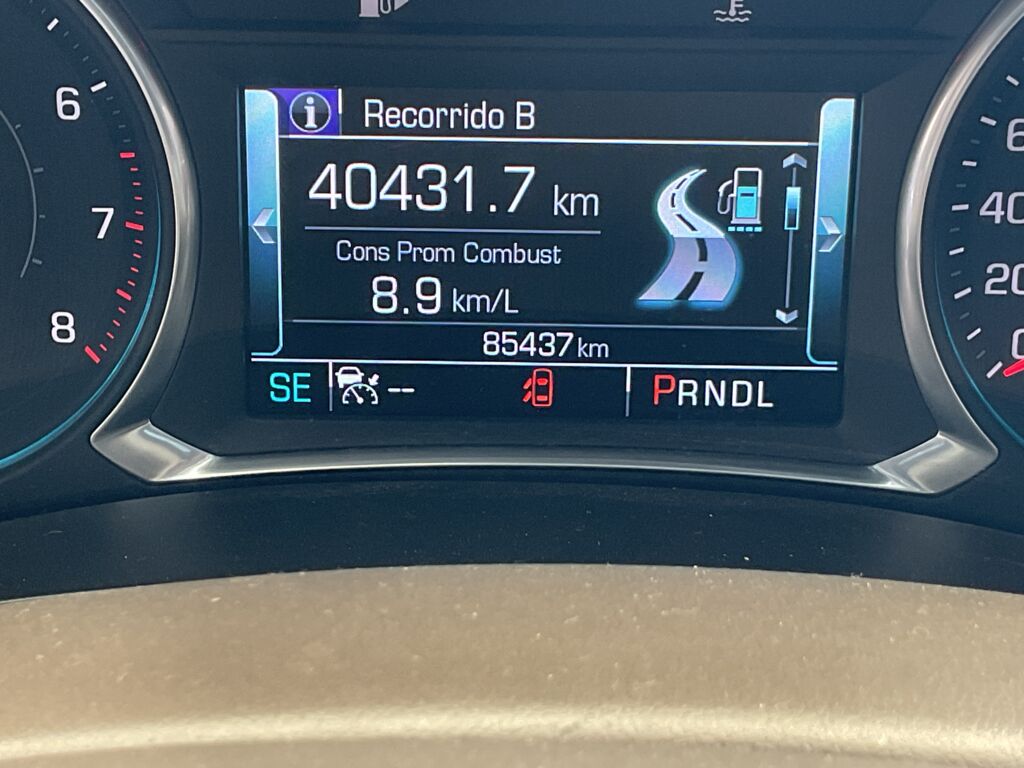 Recorrido B
40431.7 km
Cons Prom Combust
8.9 km/L
85437 km
SE -- PRNDL
6
7
8
40
20
0